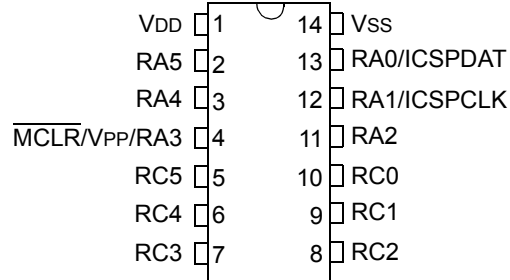 VDD 1 14 VSS
RA5 2 13 RA0/ICSPDAT
RA4 3 12 RA1/ICSPCLK
MCLR/VPP/RA3 4 11 RA2
RC5 5 10 RC0
RC4 6 9 RC1
RC3 7 8 RC2